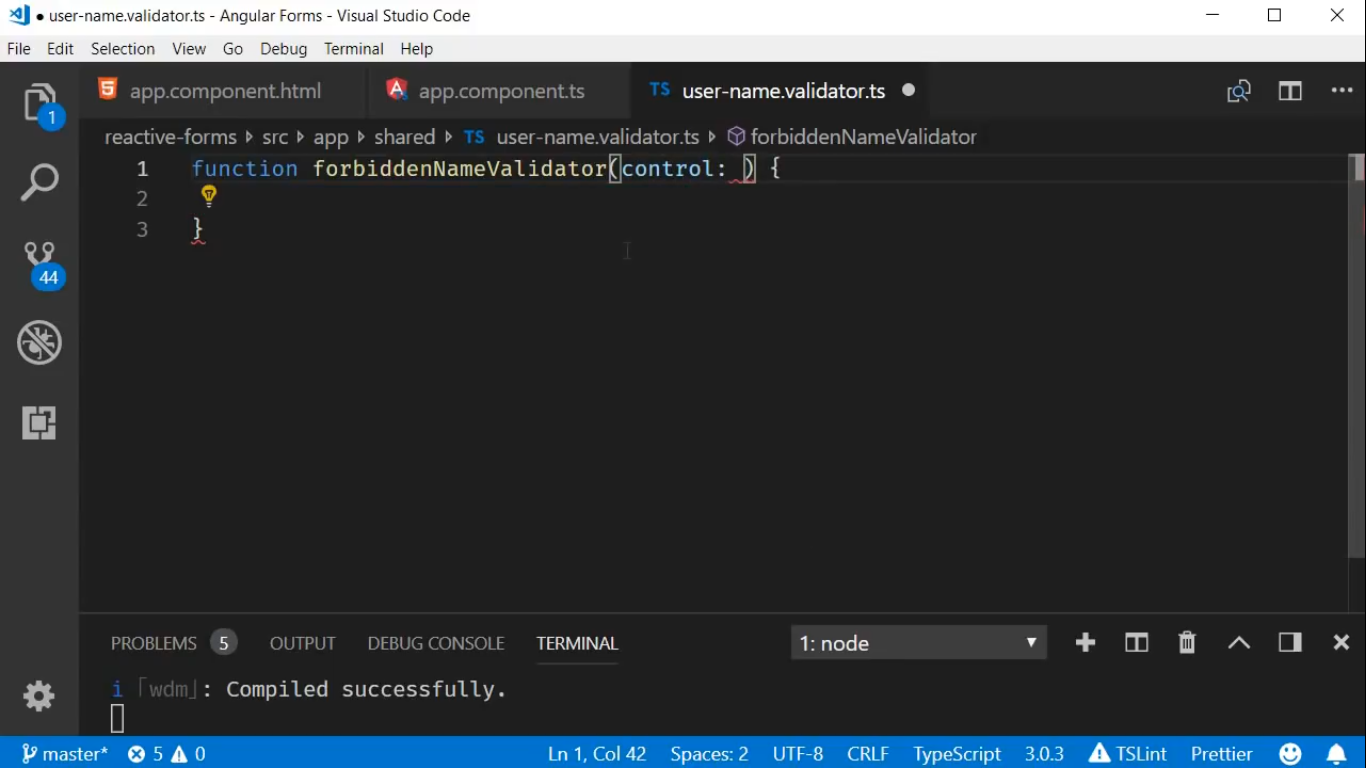 ● user-name.validator.ts - Angular Forms - Visual Studio Code
File Edit Selection View Go Debug Terminal Help
app.component.html app.component.ts TS user-name.validator.ts ●
1
reactive-forms src app shared TS user-name.validator.ts forbiddenNameValidator
1 function forbiddenNameValidator(control: ) {
2
3 }
44
PROBLEMS 5 OUTPUT DEBUG CONSOLE TERMINAL 1: node
i ｢wdm｣: Compiled successfully.
master* 5 0 Ln 1, Col 42 Spaces: 2 UTF-8 CRLF TypeScript 3.0.3 TSLint Prettier